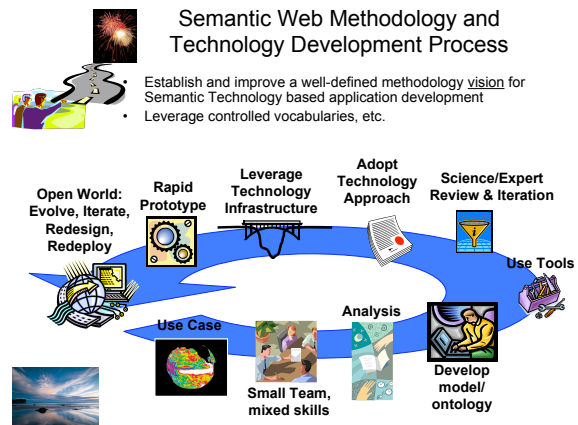 Semantic Web Methodology and
Technology Development Process
• Establish and improve a well-defined methodology vision for
Semantic Technology based application development
• Leverage controlled vocabularies, etc.
Open World:
Evolve, Iterate,
Redesign,
Redeploy
Rapid
Prototype
Leverage
Technology
Infrastructure
Adopt
Technology
Approach
Science/Expert
Review & Iteration
Use Tools
Use Case
Small Team,
mixed skills
Analysis
Develop
model/
ontology